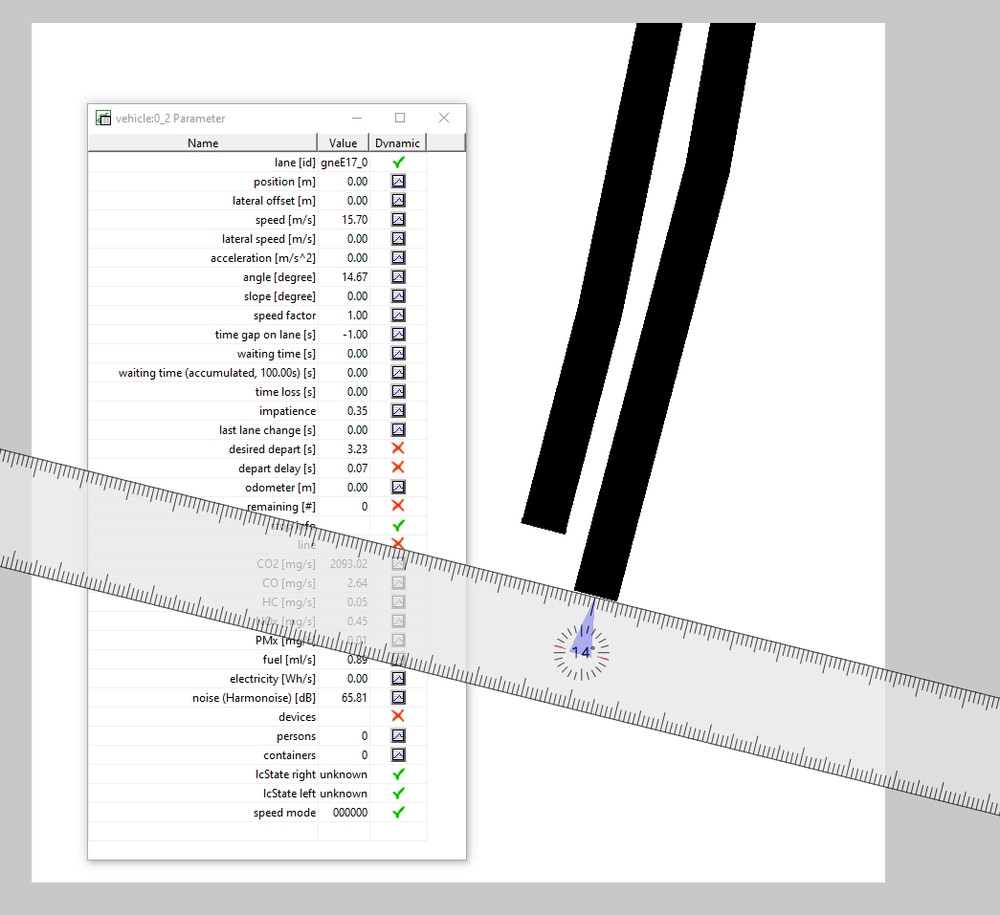 vehicle:0_2 Parameter
Name Value Dynamic
lane [id] gneE17_0
position [m] 0.00
lateral offset [m] 0.00
speed [m/s] 15.70
lateral speed [m/s] 0.00
acceleration [m/s^2] 0.00
angle [degree] 14.67
slope [degree] 0.00
speed factor 1.00
time gap on lane [s] -1.00
waiting time [s] 0.00
waiting time (accumulated, 100.00s) [s] 0.00
time loss [s] 0.00
impatience 0.35
last lane change [s] 0.00
desired depart [s] 3.23
depart delay [s] 0.07
odometer [m] 0.00
remaining [#] 0
stop info
line
CO2 [mg/s] 2093.02
CO [mg/s] 2.64
HC [mg/s] 0.05
NOx [mg/s] 0.45
PMx [mg/s] 0.01
fuel [ml/s] 0.89
electricity [Wh/s] 0.00
noise (Harmonoise) [dB] 65.81
devices
persons 0
containers 0
lcState right unknown
lcState left unknown
speed mode 000000
14°